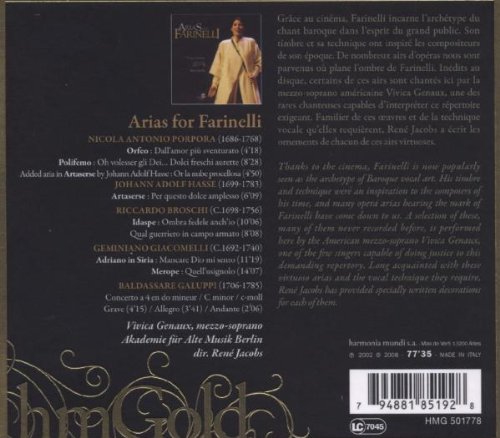 ARIAS FOR
FARINELLI
Arias for Farinelli
NICOLA ANTONIO PORPORA (1686-1768)
Orfeo : Dall'amor più sventurato (4'18)
Polifemo : Oh volesser gli Dei... Dolci freschi aurette (8'28)
Added aria in Artaserse by Johann Adolf Hasse : Or la nube procellosa (4'50)
JOHANN ADOLF HASSE (1699-1783)
Artaserse : Per questo dolce amplesso (6'09)
RICCARDO BROSCHI (C.1698-1756)
Idaspe : Ombra fedele anch'io (10'06)
Qual guerriero in campo armato (8'08)
GEMINIANO GIACOMELLI (C.1692-1740)
Adriano in Siria : Mancare Dio mi sento (11'19)
Merope : Quell'usignolo (14'07)
BALDASSARE GALUPPI (1706-1785)
Concerto a 4 en do mineur / C minor / c-moll
Grave (4'15) / Allegro (3'41) / Andante (2'06)
Vivica Genaux, mezzo-soprano
Akademie für Alte Musik Berlin
dir. René Jacobs
Grâce au cinéma, Farinelli incarne l'archétype du
chant baroque dans l'esprit du grand public. Son
timbre et sa technique ont inspiré les compositeurs de
son époque. De nombreux airs d'opéras nous sont
parvenus où plane l'ombre de Farinelli. Inédits au
disque, certains de ces airs sont chantés ici par la
mezzo-soprano américaine Vivica Genaux, une des
rares chanteuses capables d'interpréter ce répertoire
exigeant. Familier de ces œuvres et de la technique
vocale qu'elles requièrent, René Jacobs a écrit les
ornements de chacun de ces airs.
Thanks to the cinema, Farinelli is now popularly
seen as the archetype of Baroque vocal art. His timbre
and technique were an inspiration to the composers of
his time, and many opera arias bearing the mark of
Farinelli have come down to us. A selection of these,
many of them never recorded before, is performed
here by the American mezzo-soprano Vivica Genaux,
one of the few singers capable of doing justice to this
demanding repertory. Long acquainted with these
virtuoso arias and the vocal technique they require,
René Jacobs has provided specially written decorations
for each of them.
harmonia mundi s.a. Mas de Vert 13200 Arles
℗ 2002 © 2008 - 77'35 - MADE IN ITALY
7 94881 85192 8
LC 7045
HMG 501778
hmGold